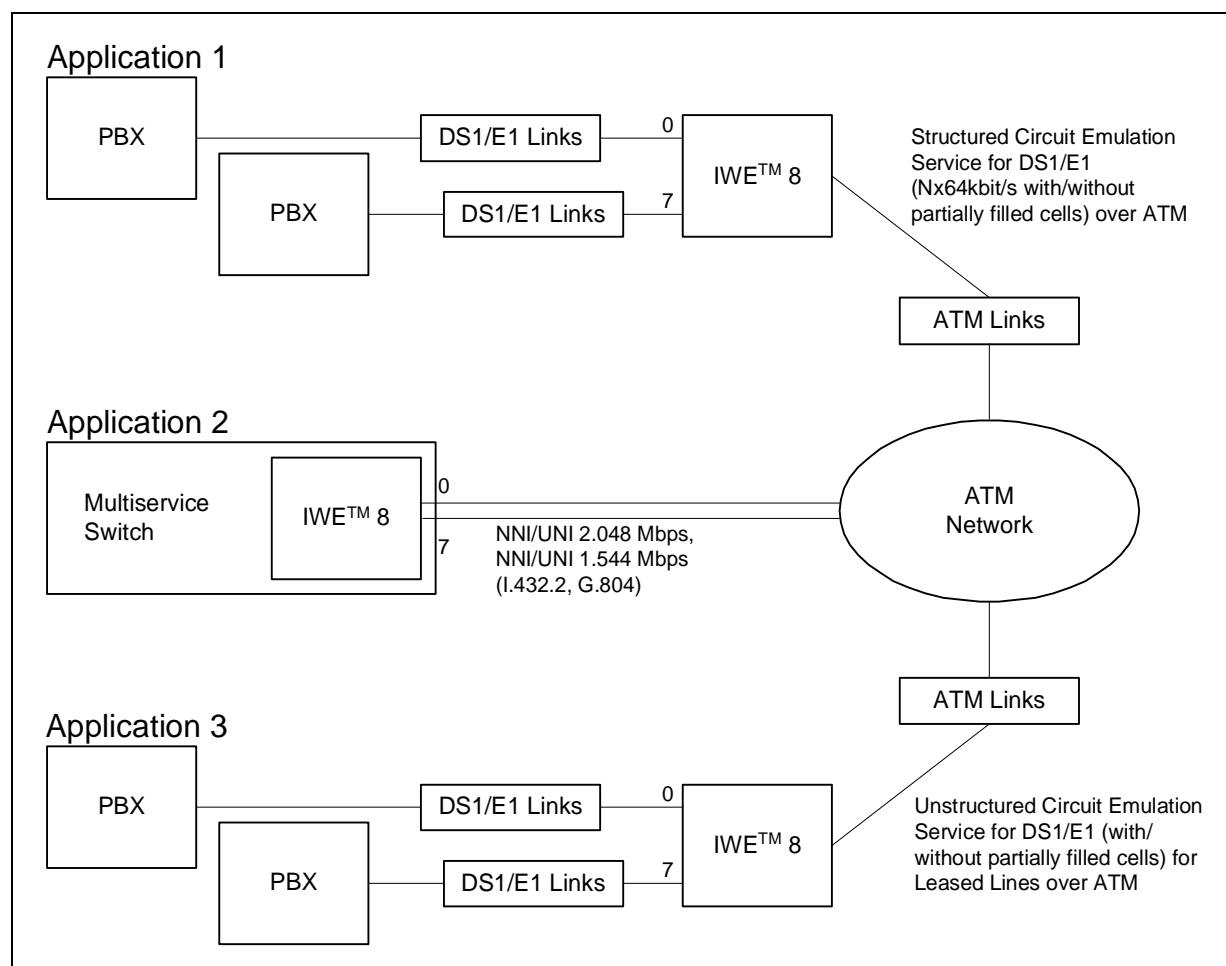 Application 1
PBX
DS1/E1 Links
0
IWE™ 8
PBX
DS1/E1 Links
7
Structured Circuit Emulation
Service for DS1/E1
(Nx64kbit/s with/without
partially filled cells) over ATM
ATM Links
Application 2
Multiservice
Switch
IWE™ 8
0
7
NNI/UNI 2.048 Mbps,
NNI/UNI 1.544 Mbps
(I.432.2, G.804)
ATM
Network
ATM Links
Application 3
PBX
DS1/E1 Links
0
IWE™ 8
PBX
DS1/E1 Links
7
Unstructured Circuit Emulation
Service for DS1/E1 (with/
without partially filled cells) for
Leased Lines over ATM